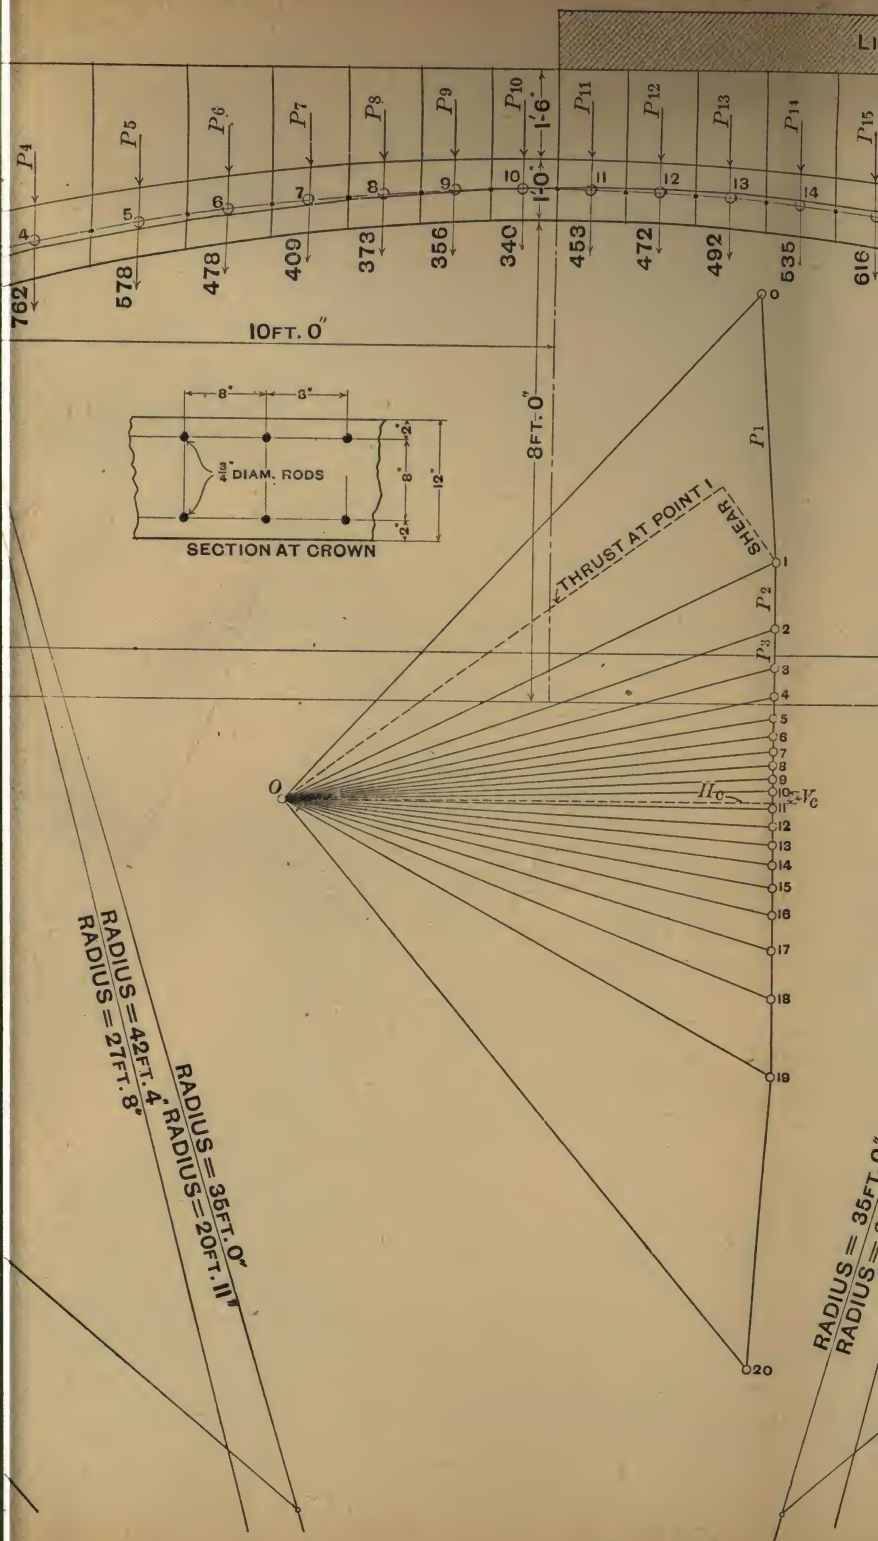 LI
P4
P5
P6
P7
P8
P9
P10
P11
P12
P13
P14
P15
1'-6"
1'-0"
4
5
6
7
8
9
10
11
12
13
14
762
578
478
409
373
356
340
453
472
492
535
616
10FT. 0"
8FT. 0"
8"
8"
¾" DIAM. RODS
2"
8"
2"
12"
SECTION AT CROWN
0
P1
THRUST AT POINT 1
SHEAR
1
P2
2
P3
3
4
5
6
7
8
9
10
11
12
13
14
15
16
17
18
19
20
O
Hc
Vc
RADIUS = 42FT. 4"
RADIUS = 27FT. 8"
RADIUS = 35FT. 0"
RADIUS = 20FT. 11"
RADIUS = 35FT. 0"
RADIUS =